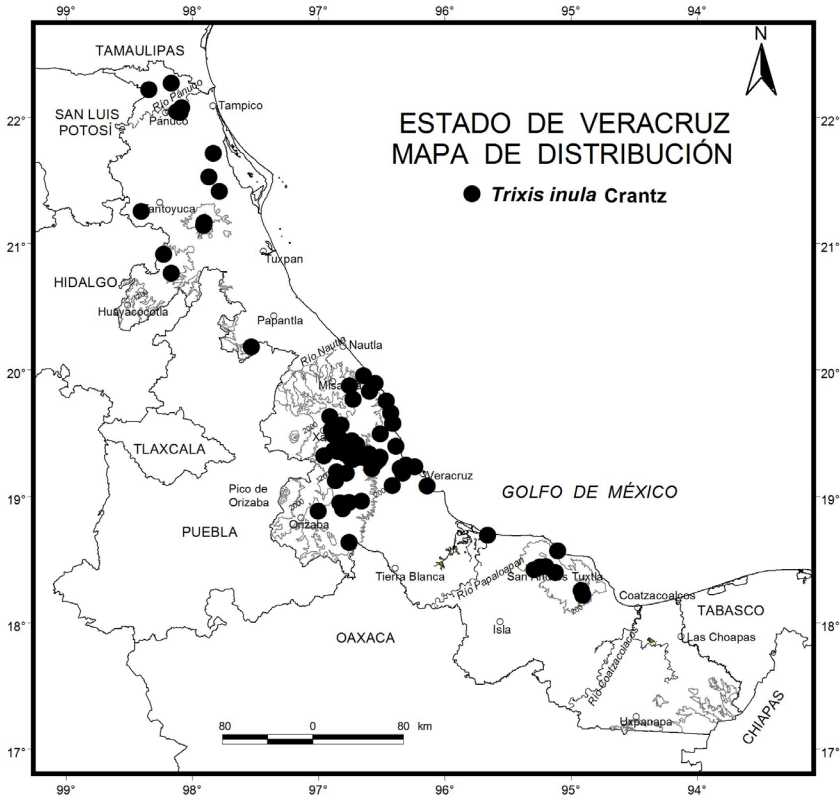 99° 98° 97° 96° 95° 94°
TAMAULIPAS
N
Río Pánuco
Tampico
SAN LUIS
POTOSÍ
Pánuco
22° 22°
ESTADO DE VERACRUZ
MAPA DE DISTRIBUCIÓN
Trixis inula Crantz
Tantoyuca
21° 21°
Tuxpan
HIDALGO
Huayacocotla
Papantla
Río Nautla
Nautla
20° 20°
2000
TLAXCALA
Veracruz
Pico de
Orizaba
19° 19°
GOLFO DE MÉXICO
Orizaba
PUEBLA
Tierra Blanca
Río Papaloapan
San Andrés Tuxtla
Coatzacoalcos
TABASCO
18° 18°
Isla
OAXACA
Las Choapas
Río Coatzacoalcos
Uxpanapa
CHIAPAS
80 0 80 km
17° 17°
99° 98° 97° 96° 95° 94°